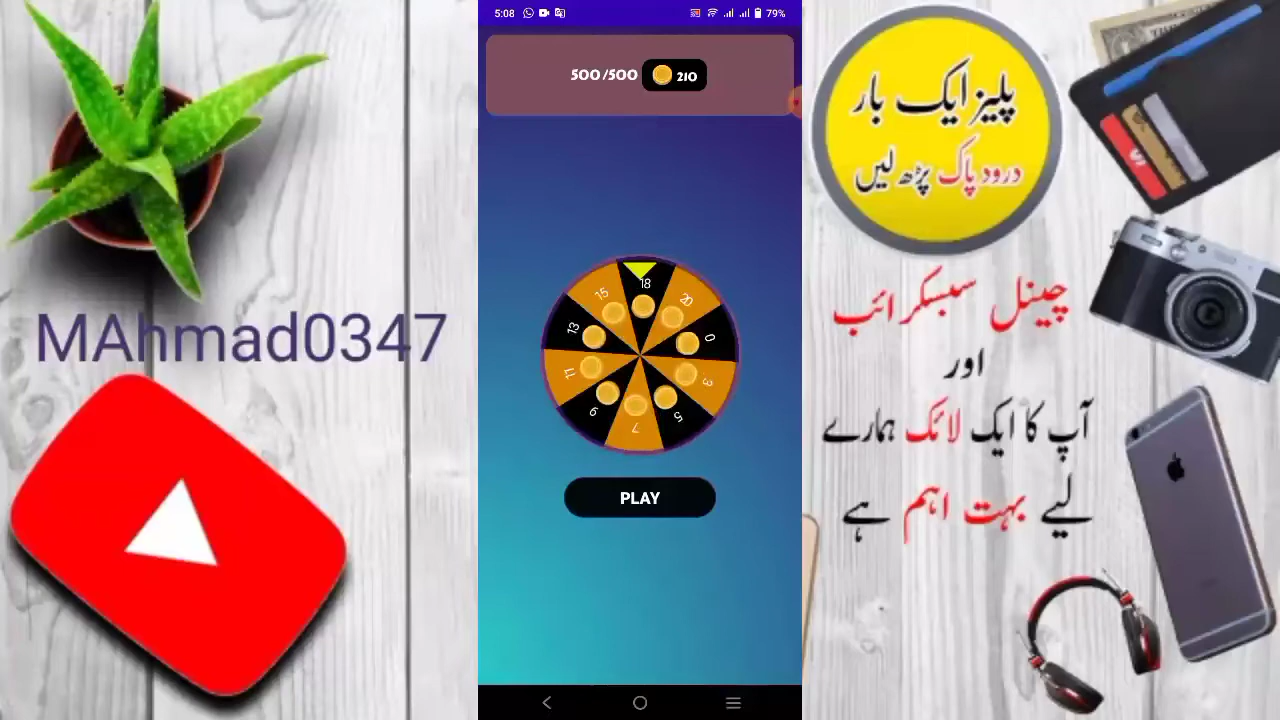 MAhmad0347
5:08
79%
500/500
210
18
20
0
3
5
7
9
11
13
15
PLAY
پلیز ایک بار
درود پاک پڑھ لیں
چینل سبسکرائب
اور
آپ کا ایک لائک ہمارے
لیے بہت اہم ہے